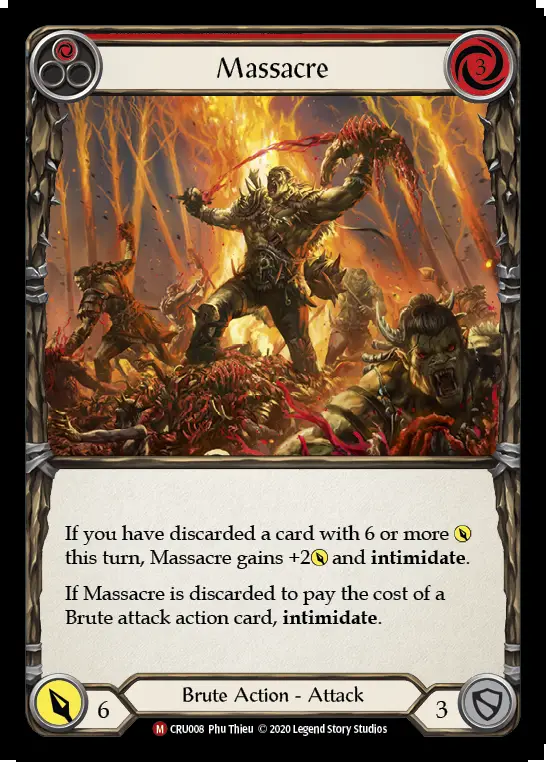 Massacre
3
If you have discarded a card with 6 or more
this turn, Massacre gains +2 and intimidate.
If Massacre is discarded to pay the cost of a
Brute attack action card, intimidate.
6
Brute Action - Attack
3
M CRU008 Phu Thieu © 2020 Legend Story Studios